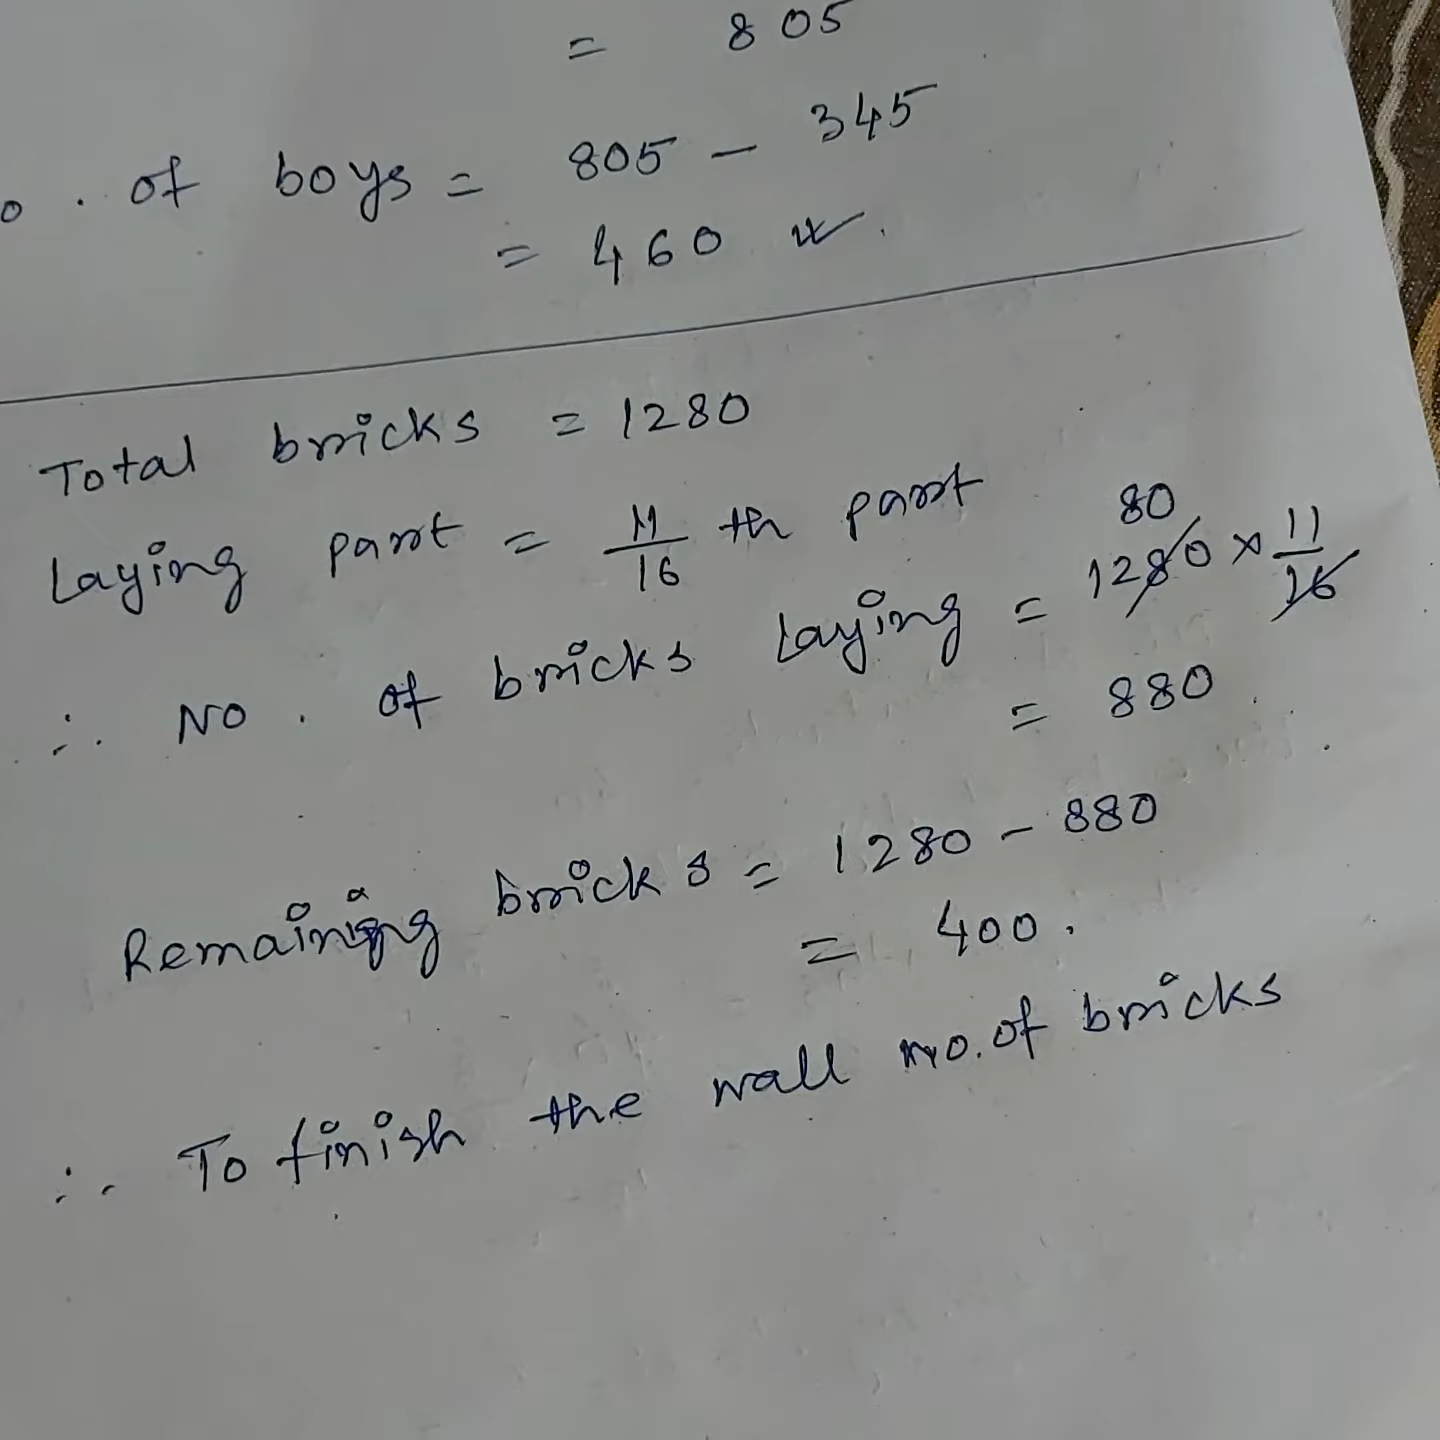 = 805
o. of boys = 805 - 345
= 460
Total bricks = 1280
Laying part = 11/16 th part
∴ No. of bricks Laying = 1280 × 11/16
80
= 880.
Remaining bricks = 1280 - 880
= 400.
∴ To finish the wall no. of bricks